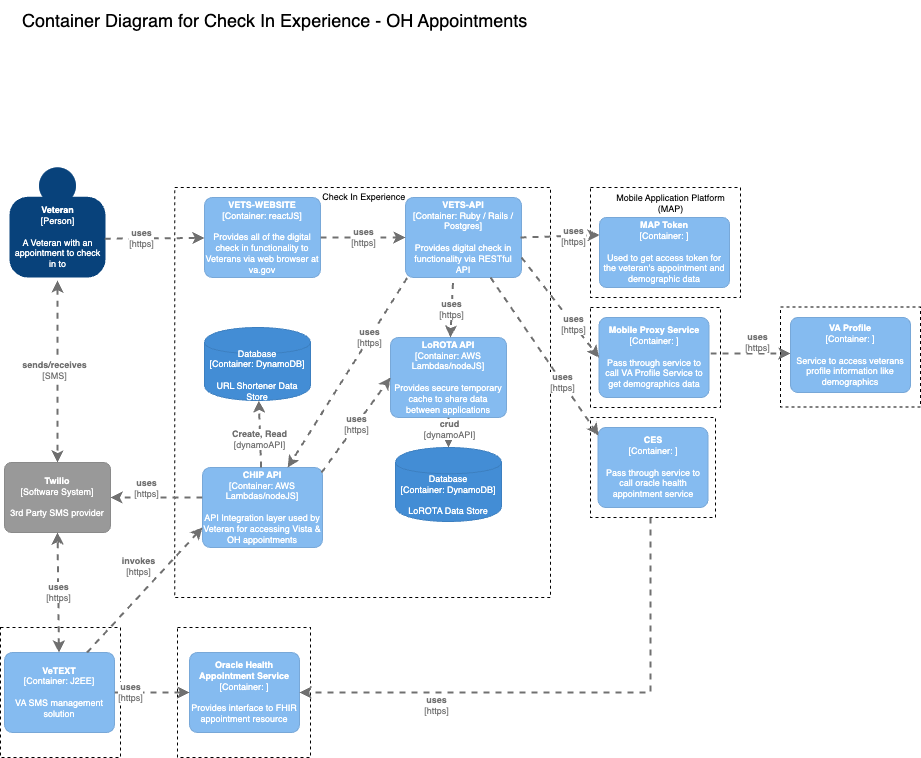 Container Diagram for Check In Experience - OH Appointments
Veteran
[Person]
A Veteran with an
appointment to check
in to
uses
[https]
Check In Experience
VETS-WEBSITE
[Container: reactJS]
Provides all of the digital
check in functionality to
Veterans via web browser at
va.gov
uses
[https]
VETS-API
[Container: Ruby / Rails /
Postgres]
Provides digital check in
functionality via RESTful
API
uses
[https]
Mobile Application Platform
(MAP)
MAP Token
[Container: ]
Used to get access token for
the veteran's appointment and
demographic data
uses
[https]
uses
[https]
uses
[https]
uses
[https]
Mobile Proxy Service
[Container: ]
Pass through service to
call VA Profile Service to
get demographics data
uses
[https]
VA Profile
[Container: ]
Service to access veterans
profile information like
demographics
Database
[Container: DynamoDB]
URL Shortener Data
Store
LoROTA API
[Container: AWS
Lambdas/nodeJS]
Provides secure temporary
cache to share data
between applications
sends/receives
[SMS]
uses
[https]
Create, Read
[dynamoAPI]
crud
[dynamoAPI]
CES
[Container: ]
Pass through service to
call oracle health
appointment service
Twilio
[Software System]
3rd Party SMS provider
uses
[https]
CHIP API
[Container: AWS
Lambdas/nodeJS]
API Integration layer used by
Veteran for accessing Vista &
OH appointments
Database
[Container: DynamoDB]
LoROTA Data Store
invokes
[https]
uses
[https]
VeTEXT
[Container: J2EE]
VA SMS management
solution
uses
[https]
Oracle Health
Appointment Service
[Container: ]
Provides interface to FHIR
appointment resource
uses
[https]